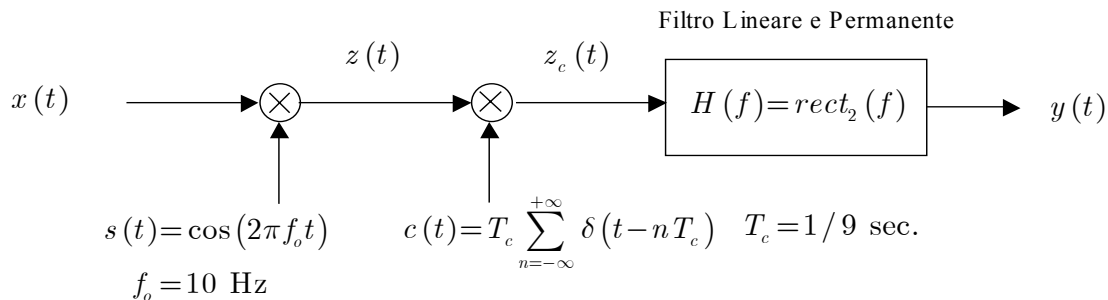 Filtro Lineare e Permanente
x(t)
z(t)
z_c(t)
H(f)=rect_2(f)
y(t)
s(t)=cos(2πf_o t)
f_o=10 Hz
c(t)=T_c ∑_{n=-∞}^{+∞} δ(t-nT_c) T_c=1/9 sec.